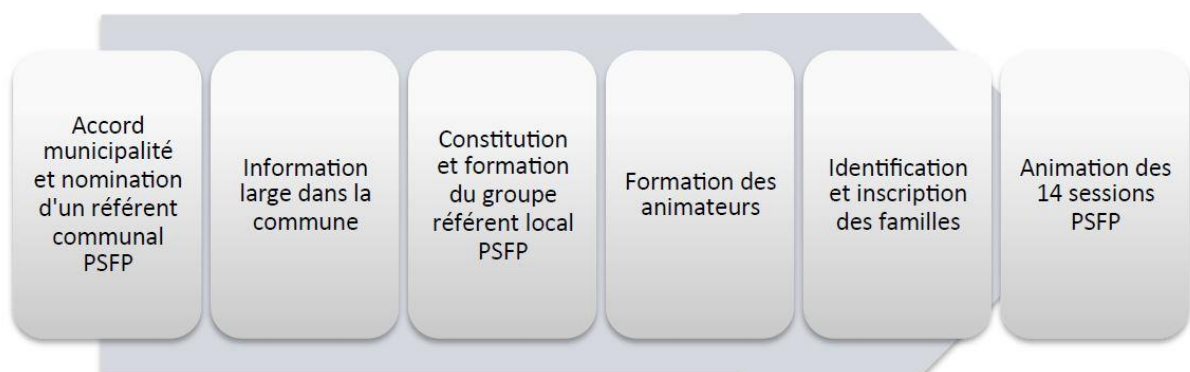 Accord
municipalité
et nomination
d'un référent
communal
PSFP
Information
large dans la
commune
Constitution
et formation
du groupe
référent local
PSFP
Formation des
animateurs
Identification
et inscription
des familles
Animation des
14 sessions
PSFP